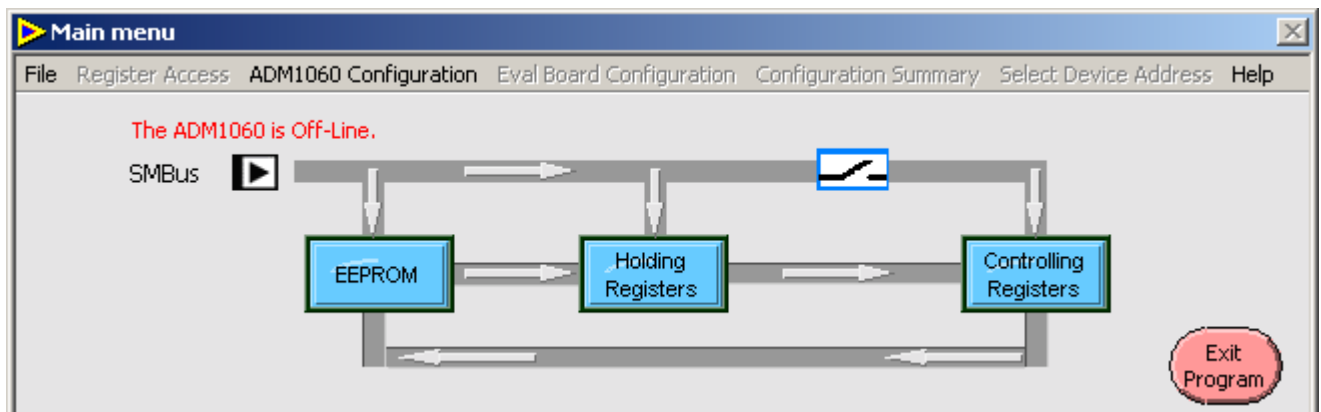 Main menu
File Register Access ADM1060 Configuration Eval Board Configuration Configuration Summary Select Device Address Help
The ADM1060 is Off-Line.
SMBus
EEPROM
Holding
Registers
Controlling
Registers
Exit
Program